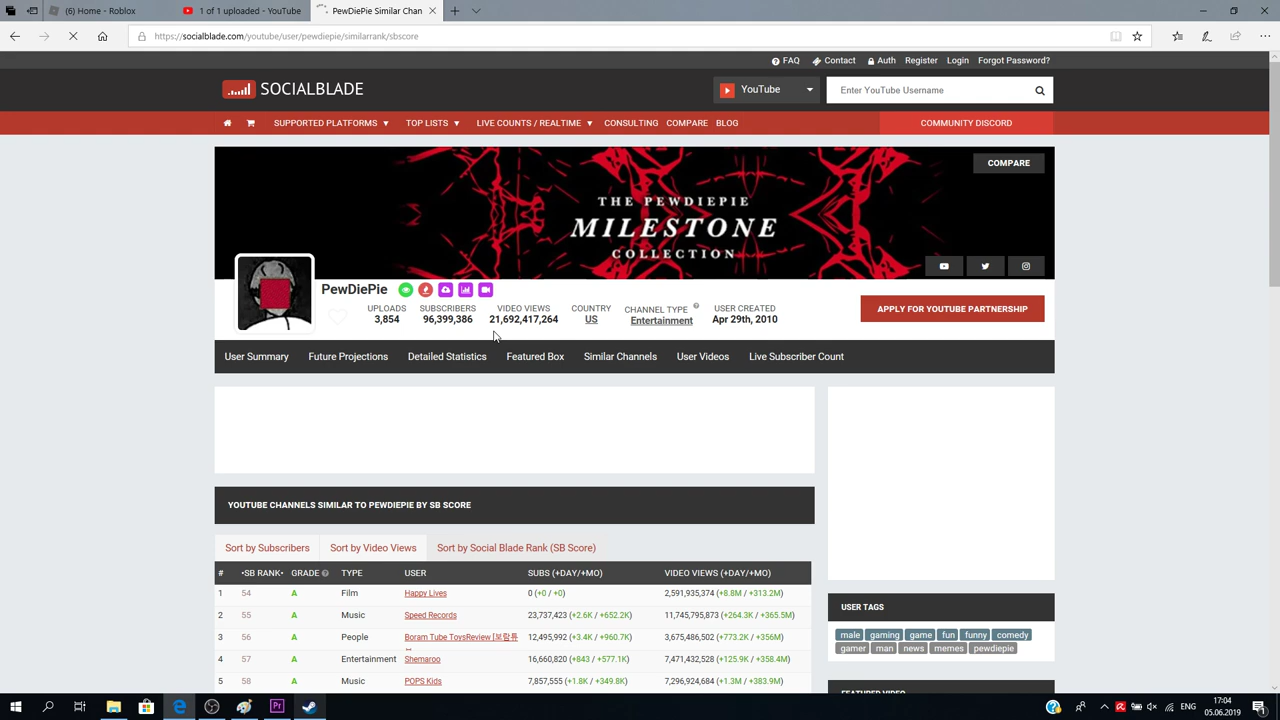 (6) Home - Roblox
1 of 1 uploaded - YouTube
YouTube Similar Chan
https://socialblade.com/youtube/user/pewdiepie/similarrank/sbscore
FAQ Contact Auth Register Login Forgot Password?
SOCIALBLADE YouTube Enter YouTube Username
SUPPORTED PLATFORMS TOP LISTS LIVE COUNTS / REALTIME CONSULTING COMPARE BLOG COMMUNITY DISCORD
COMPARE
THE PEWDIEPIE
MILESTONE
COLLECTION
PewDiePie
UPLOADS SUBSCRIBERS VIDEO VIEWS COUNTRY CHANNEL TYPE USER CREATED
3,854 96,399,386 21,692,417,264 US Entertainment Apr 29th, 2010
APPLY FOR YOUTUBE PARTNERSHIP
User Summary Future Projections Detailed Statistics Featured Box Similar Channels User Videos Live Subscriber Count
YOUTUBE CHANNELS SIMILAR TO PEWDIEPIE BY SB SCORE
Sort by Subscribers Sort by Video Views Sort by Social Blade Rank (SB Score)
# •SB RANK• GRADE TYPE USER SUBS (+DAY/+MO) VIDEO VIEWS (+DAY/+MO)
1 54 A Film Happy Lives 0 (+0 / +0) 2,591,935,374 (+8.8M / +313.2M)
2 55 A Music Speed Records 23,737,423 (+2.6K / +652.2K) 11,745,795,873 (+264.3K / +365.5M)
3 56 A People Boram Tube ToysReview [보람튜 12,495,992 (+3.4K / +960.7K) 3,675,486,502 (+773.2K / +356M)
4 57 A Entertainment Shemaroo 16,660,820 (+843 / +577.1K) 7,471,432,528 (+125.9K / +358.4M)
5 58 A Music POPS Kids 7,857,555 (+1.8K / +349.8K) 7,296,924,684 (+1.3M / +383.9M)
USER TAGS
male gaming game fun funny comedy
gamer man news memes pewdiepie
ENG 17:04
05.06.2019